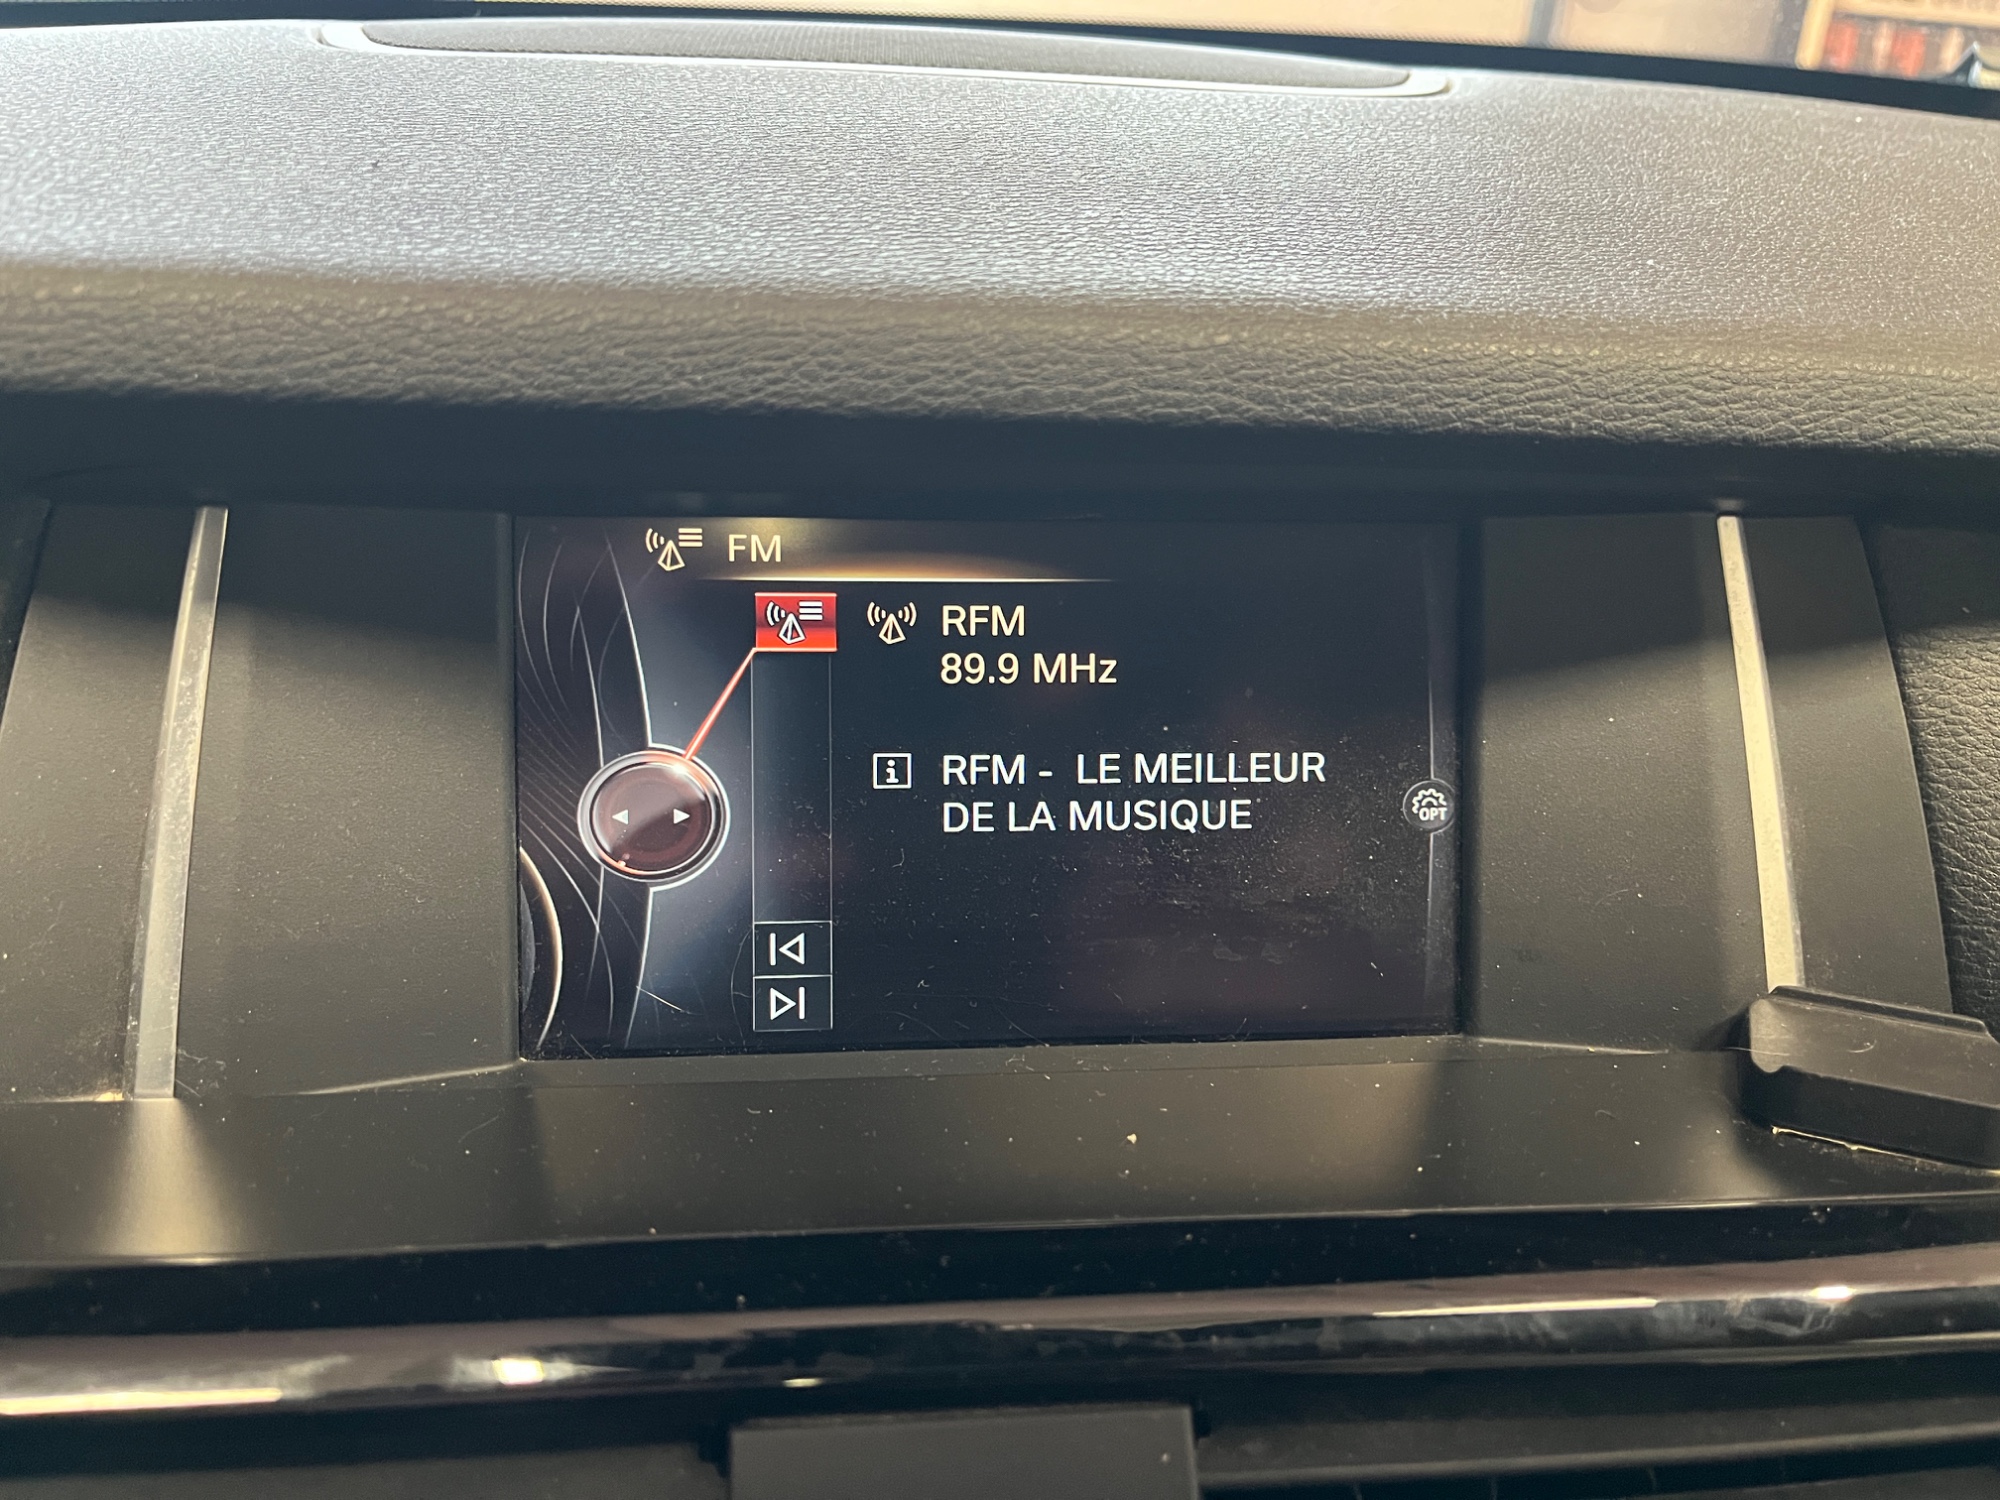 FM
RFM
89.9 MHz
RFM - LE MEILLEUR
DE LA MUSIQUE
OPT